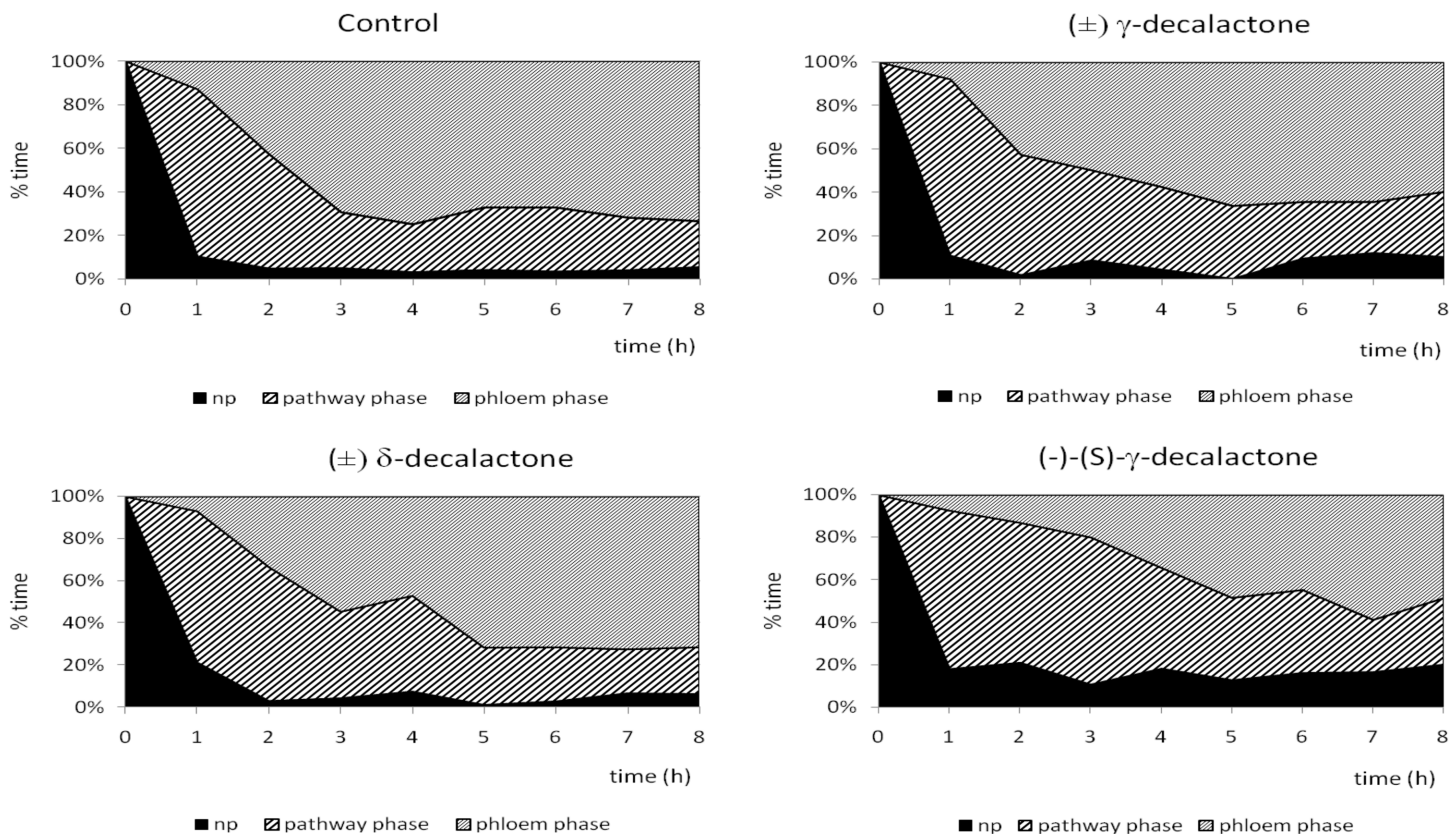 Control
100%
80%
60%
40%
20%
0%
% time
0 1 2 3 4 5 6 7 8
time (h)
np pathway phase phloem phase
(±) γ-decalactone
100%
80%
60%
40%
20%
0%
% time
0 1 2 3 4 5 6 7 8
time (h)
np pathway phase phloem phase
(±) δ-decalactone
100%
80%
60%
40%
20%
0%
% time
0 1 2 3 4 5 6 7 8
time (h)
np pathway phase phloem phase
(-)-(S)-γ-decalactone
100%
80%
60%
40%
20%
0%
% time
0 1 2 3 4 5 6 7 8
time (h)
np pathway phase phloem phase